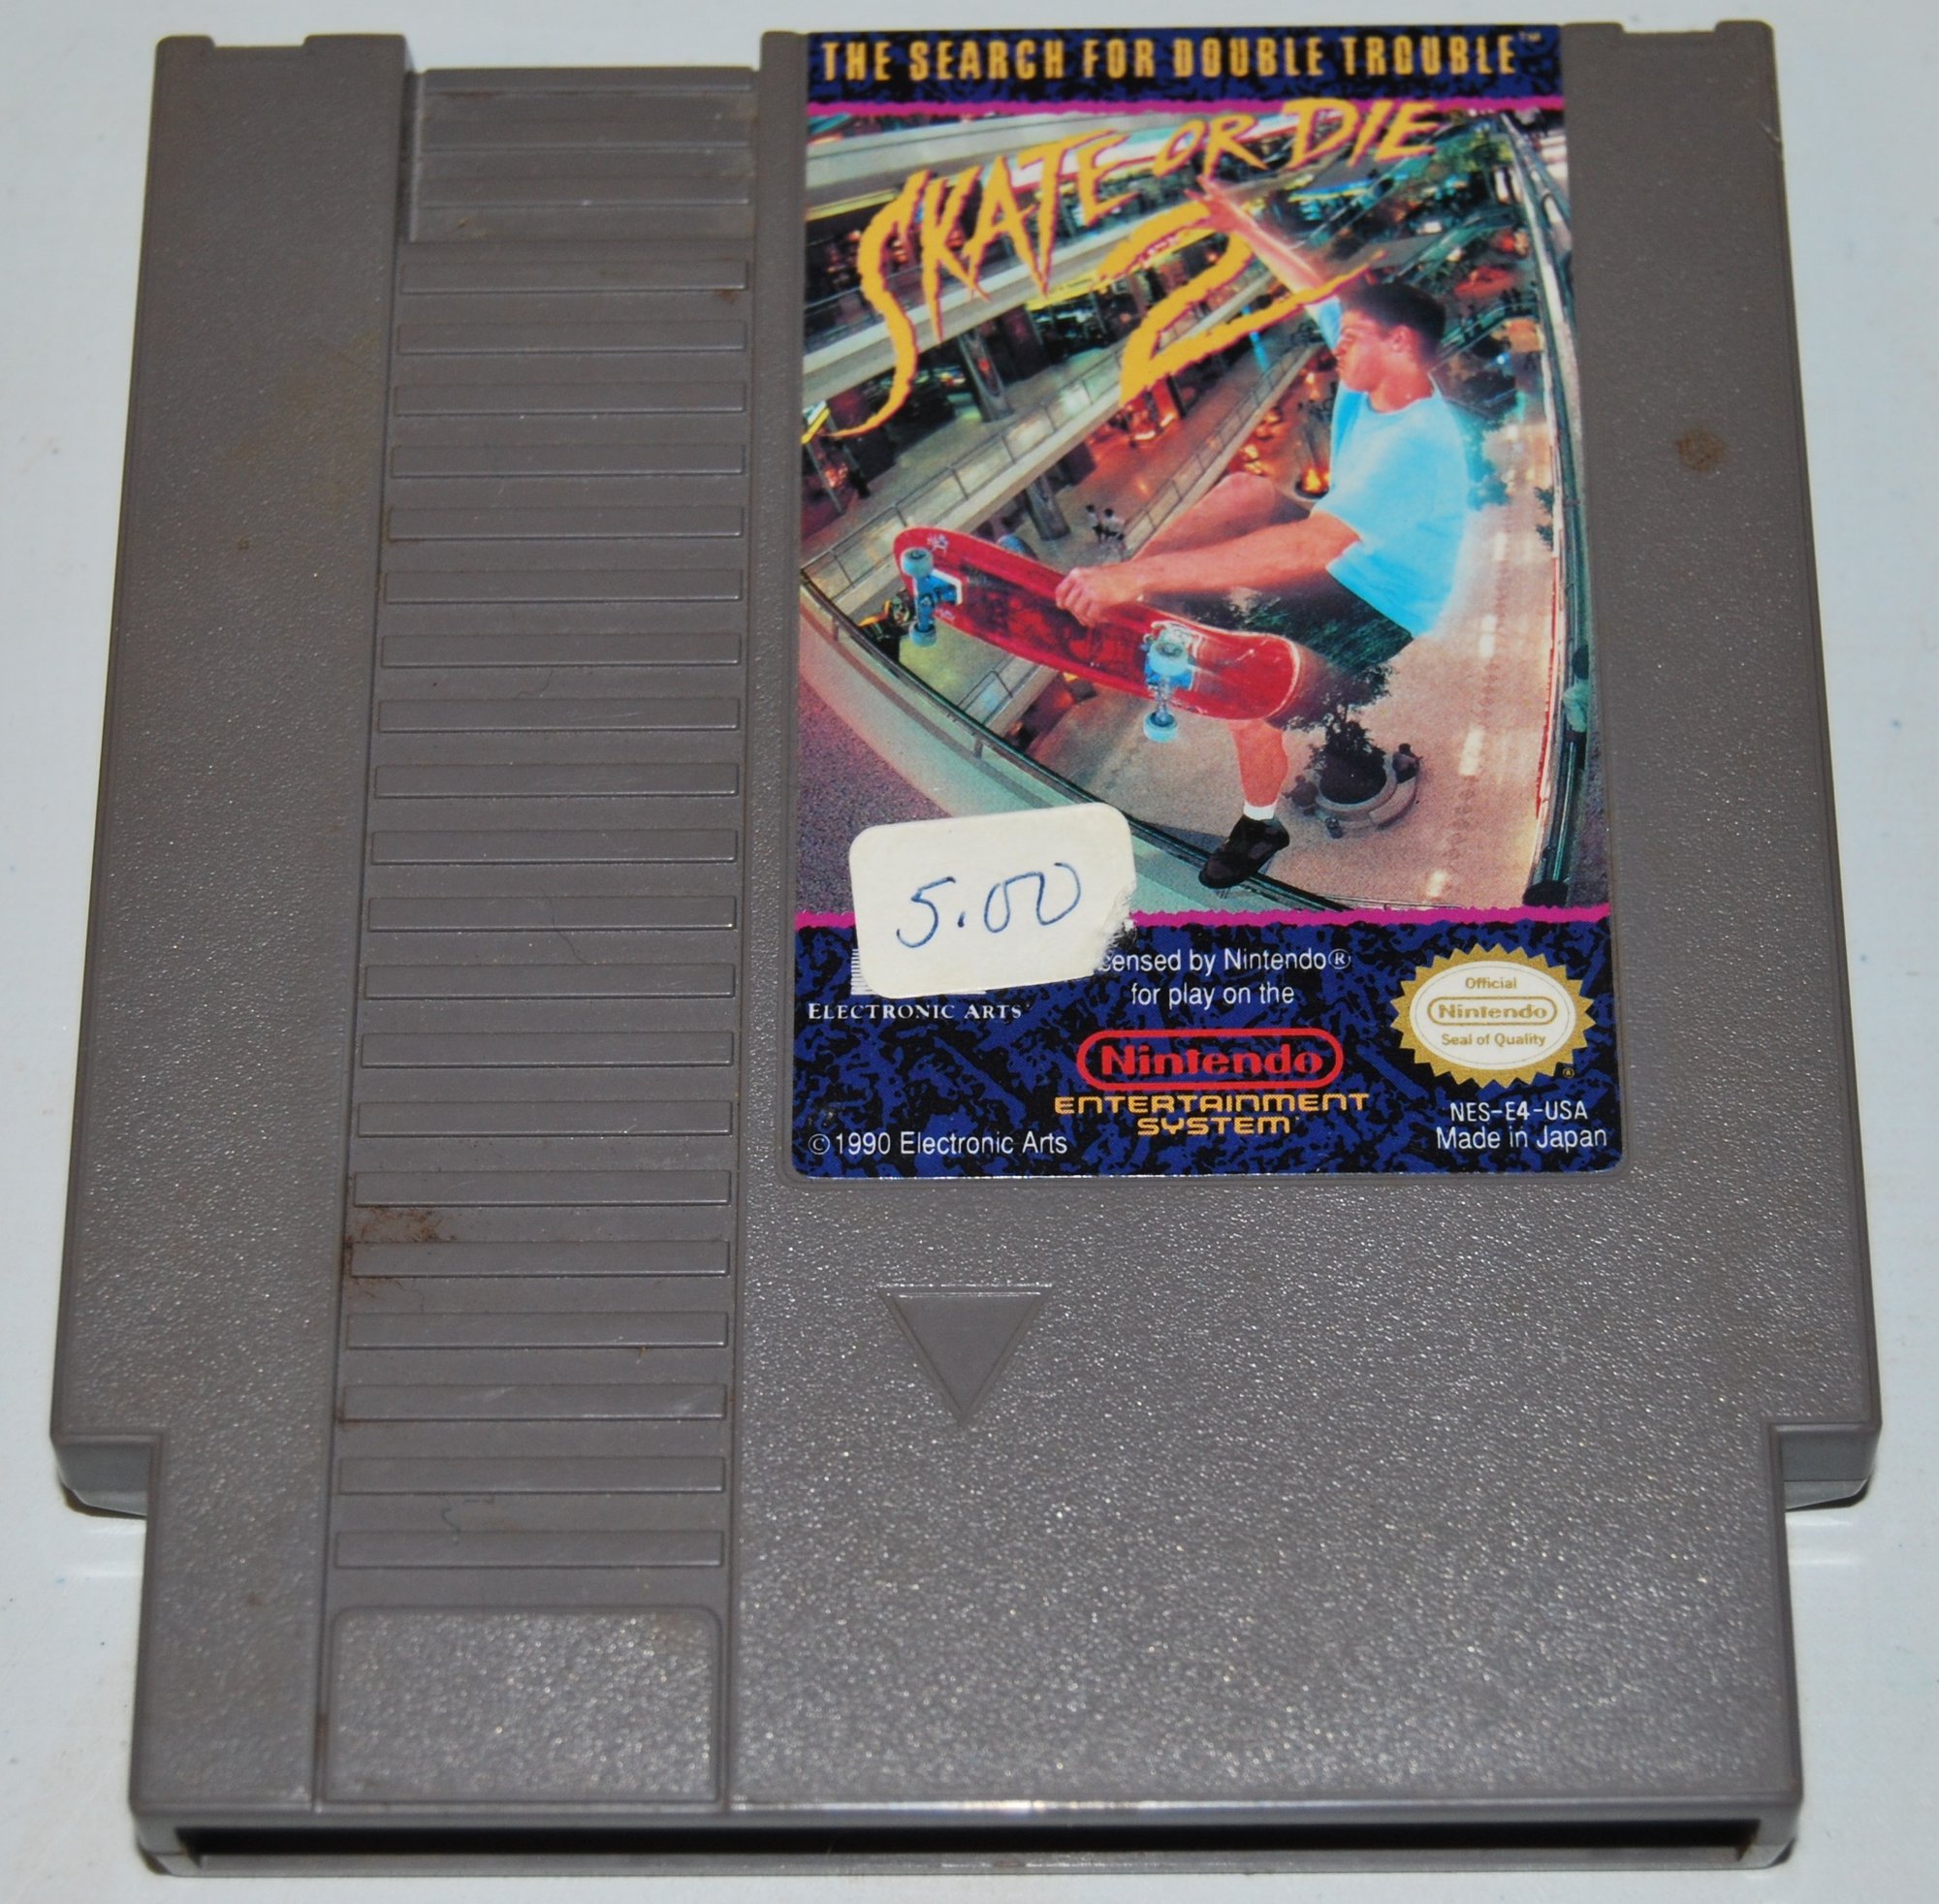 THE SEARCH FOR DOUBLE TROUBLE™
SKATE OR DIE
2
5.00
censed by Nintendo®
for play on the
ELECTRONIC ARTS
Official
Nintendo
Seal of Quality
Nintendo
ENTERTAINMENT
SYSTEM
NES-E4-USA
©1990 Electronic Arts
Made in Japan